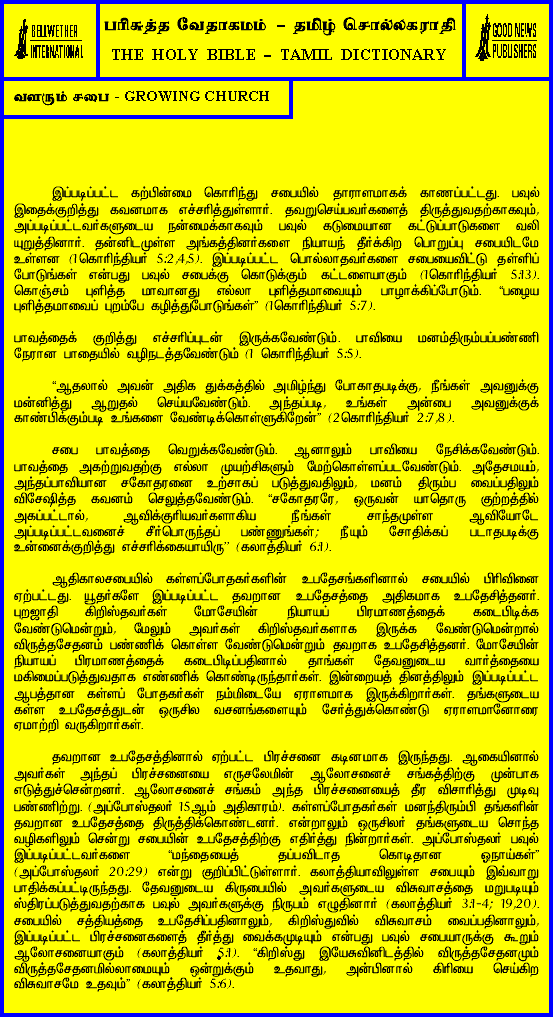 BELLWETHER
INTERNATIONAL
பரிசுத்த வேதாகமம் – தமிழ் சொல்லகராதி
THE HOLY BIBLE – TAMIL DICTIONARY
GOOD NEWS
PUBLISHERS
வளரும் சபை - GROWING CHURCH
இப்படிப்பட்ட கற்பின்மை கொரிந்து சபையில் தாராளமாகக் காணப்பட்டது. பவுல்
இதைக்குறித்து கவனமாக எச்சரித்துள்ளார். தவறுசெய்பவர்களைத் திருத்துவதற்காகவும்,
அப்படிப்பட்டவர்களுடைய நன்மைக்காகவும் பவுல் கடுமையான கட்டுப்பாடுகளை வலி
யுறுத்தினார். தன்னிடமுள்ள அங்கத்தினர்களை நியாயந் தீர்க்கிற பொறுப்பு சபையிடமே
உள்ளன (1கொரிந்தியர் 5:2,4,5). இப்படிப்பட்ட பொல்லாதவர்களை சபையைவிட்டு தள்ளிப்
போடுங்கள் என்பது பவுல் சபைக்கு கொடுக்கும் கட்டளையாகும் (1கொரிந்தியர் 5:13).
கொஞ்சம் புளித்த மாவானது எல்லா புளித்தமாவையும் பாழாக்கிப்போடும். “பழைய
புளித்தமாவைப் புறம்பே கழித்துபோடுங்கள்” (1கொரிந்தியர் 5:7).
பாவத்தைக் குறித்து எச்சரிப்புடன் இருக்கவேண்டும். பாவியை மனம்திரும்பப்பண்ணி
நேரான பாதையில் வழிநடத்தவேண்டும் (1 கொரிந்தியர் 5:5).
“ஆதலால் அவன் அதிக துக்கத்தில் அமிழ்ந்து போகாதபடிக்கு, நீங்கள் அவனுக்கு
மன்னித்து ஆறுதல் செய்யவேண்டும். அந்தப்படி, உங்கள் அன்பை அவனுக்குக்
காண்பிக்கும்படி உங்களை வேண்டிக்கொள்ளுகிறேன்” (2கொரிந்தியர் 2:7,8).
சபை பாவத்தை வெறுக்கவேண்டும். ஆனாலும் பாவியை நேசிக்கவேண்டும்.
பாவத்தை அகற்றுவதற்கு எல்லா முயற்சிகளும் மேற்கொள்ளப்படவேண்டும். அதேசமயம்,
அந்தப்பாவியான சகோதரனை உற்சாகப் படுத்துவதிலும், மனம் திரும்ப வைப்பதிலும்
விசேஷித்த கவனம் செலுத்தவேண்டும். “சகோதரரே, ஒருவன் யாதொரு குற்றத்தில்
அகப்பட்டால், ஆவிக்குரியவர்களாகிய நீங்கள் சாந்தமுள்ள ஆவியோடே
அப்படிப்பட்டவனைச் சீர்பொருந்தப் பண்ணுங்கள்; நீயும் சோதிக்கப் படாதபடிக்கு
உன்னைக்குறித்து எச்சரிக்கையாயிரு” (கலாத்தியர் 6:1).
ஆதிகாலசபையில் கள்ளப்போதகர்களின் உபதேசங்களினால் சபையில் பிரிவினை
ஏற்பட்டது. யூதர்களே இப்படிப்பட்ட தவறான உபதேசத்தை அதிகமாக உபதேசித்தனர்.
புறஜாதி கிறிஸ்தவர்கள் மோசேயின் நியாயப் பிரமாணத்தைக் கடைபிடிக்க
வேண்டுமென்றும், மேலும் அவர்கள் கிறிஸ்தவர்களாக இருக்க வேண்டுமென்றால்
விருத்தசேதனம் பண்ணிக் கொள்ள வேண்டுமென்றும் தவறாக உபதேசித்தனர். மோசேயின்
நியாயப் பிரமாணத்தைக் கடைபிடிப்பதினால் தாங்கள் தேவனுடைய வார்த்தையை
மகிமைப்படுத்துவதாக எண்ணிக் கொண்டிருந்தார்கள். இன்றையத் தினத்திலும் இப்படிப்பட்ட
ஆபத்தான கள்ளப் போதகர்கள் நம்மிடையே ஏராளமாக இருக்கிறார்கள். தங்களுடைய
கள்ள உபதேசத்துடன் ஒருசில வசனங்களையும் சேர்த்துக்கொண்டு ஏராளமானோரை
ஏமாற்றி வருகிறார்கள்.
தவறான உபதேசத்தினால் ஏற்பட்ட பிரச்சனை கடினமாக இருந்தது. ஆகையினால்
அவர்கள் அந்தப் பிரச்சனையை எருசலேமின் ஆலோசனைச் சங்கத்திற்கு முன்பாக
எடுத்துச்சென்றனர். ஆலோசனைச் சங்கம் அந்த பிரச்சனையைத் தீர விசாரித்து முடிவு
பண்ணிற்று. (அப்போஸ்தலர் 15ஆம் அதிகாரம்). கள்ளப்போதகர்கள் மனந்திரும்பி தங்களின்
தவறான உபதேசத்தை திருத்திக்கொண்டனர். என்றாலும் ஒருசிலர் தங்களுடைய சொந்த
வழிகளிலும் சென்று சபையின் உபதேசத்திற்கு எதிர்த்து நின்றார்கள். அப்போஸ்தலர் பவுல்
இப்படிப்பட்டவர்களை “மந்தையைத் தப்பவிடாத கொடிதான ஓநாய்கள்”
(அப்போஸ்தலர் 20:29) என்று குறிப்பிட்டுள்ளார். கலாத்தியாவிலுள்ள சபையும் இவ்வாறு
பாதிக்கப்பட்டிருந்தது. தேவனுடைய கிருபையில் அவர்களுடைய விசுவாசத்தை மறுபடியும்
ஸ்திரப்படுத்துவதற்காக பவுல் அவர்களுக்கு நிருபம் எழுதினார் (கலாத்தியர் 3:1-4; 19,20).
சபையில் சத்தியத்தை உபதேசிப்பதினாலும், கிறிஸ்துவில் விசுவாசம் வைப்பதினாலும்,
இப்படிப்பட்ட பிரச்சனைகளைத் தீர்த்து வைக்கமுடியும் என்பது பவுல் சபையாருக்கு கூறும்
ஆலோசனையாகும் (கலாத்தியர் 5:1). “கிறிஸ்து இயேசுவினிடத்தில் விருத்தசேதனமும்
விருத்தசேதனமில்லாமையும் ஒன்றுக்கும் உதவாது, அன்பினால் கிரியை செய்கிற
விசுவாசமே உதவும்” (கலாத்தியர் 5:6).